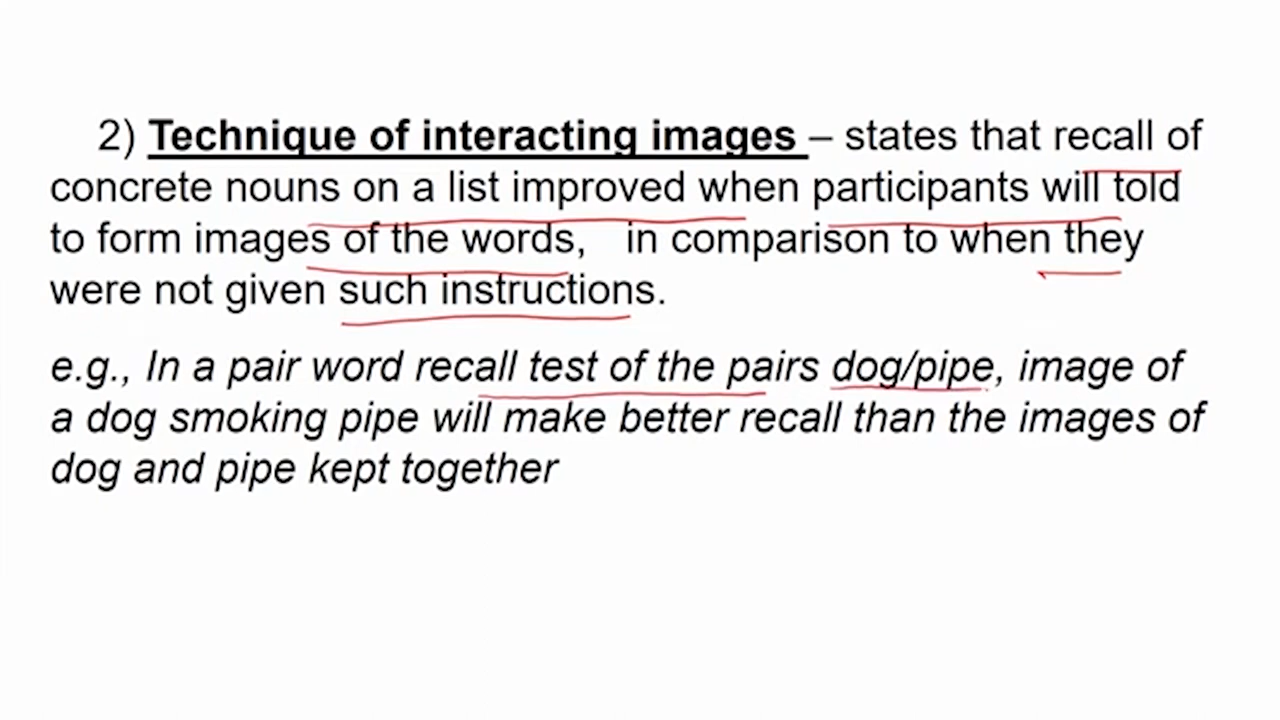 2) Technique of interacting images – states that recall of
concrete nouns on a list improved when participants will told
to form images of the words, in comparison to when they
were not given such instructions.
e.g., In a pair word recall test of the pairs dog/pipe, image of
a dog smoking pipe will make better recall than the images of
dog and pipe kept together